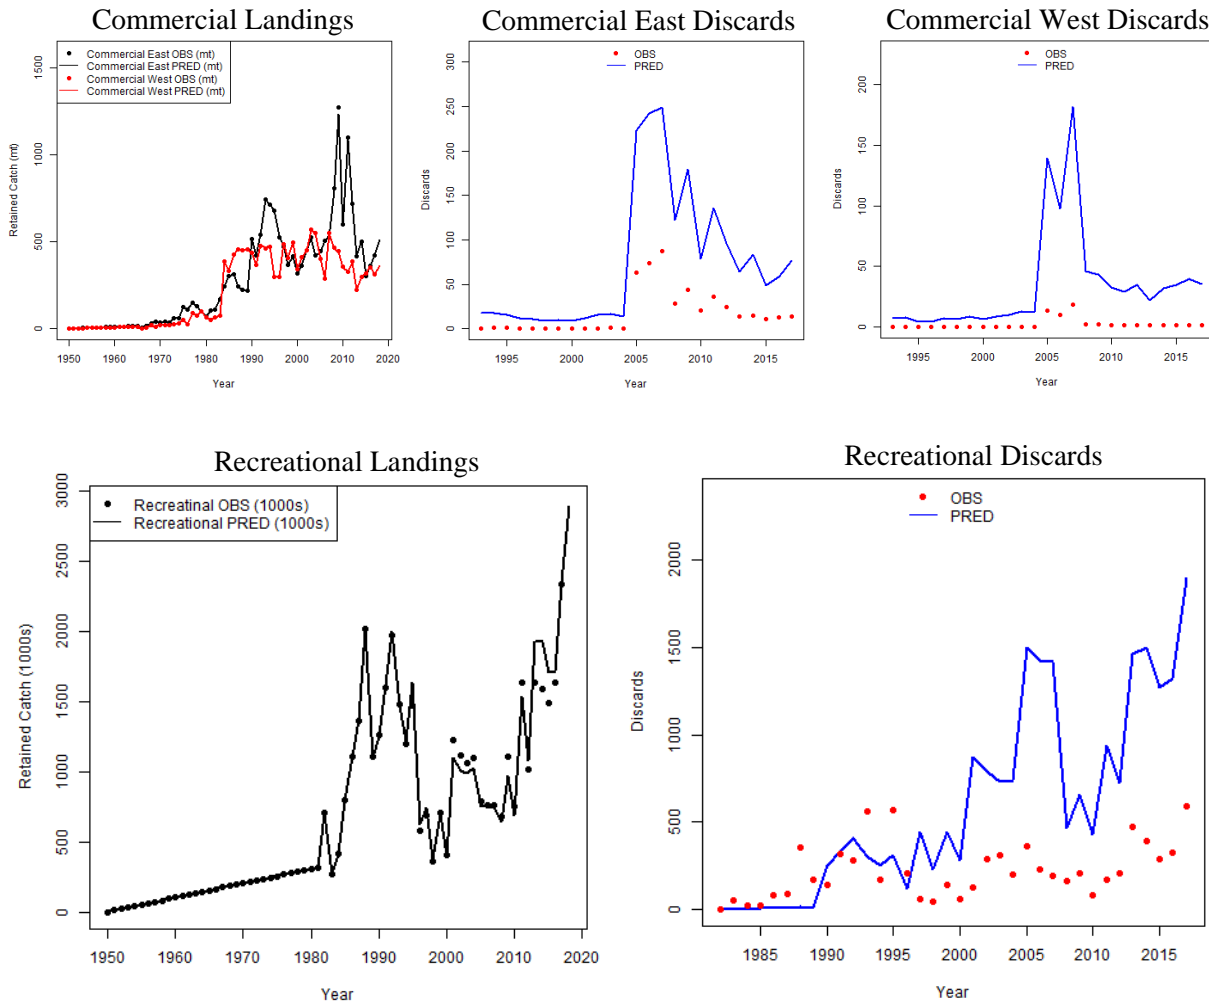 Commercial Landings
Commercial East OBS (mt)
Commercial East PRED (mt)
Commercial West OBS (mt)
Commercial West PRED (mt)
Retained Catch (mt)
0 500 1000 1500
1950 1960 1970 1980 1990 2000 2010 2020
Year
Commercial East Discards
OBS
PRED
Discards
0 50 100 150 200 250 300
1995 2000 2005 2010 2015
Year
Commercial West Discards
OBS
PRED
Discards
0 50 100 150 200
1995 2000 2005 2010 2015
Year
Recreational Landings
Recreatinal OBS (1000s)
Recreational PRED (1000s)
Retained Catch (1000s)
0 500 1000 1500 2000 2500 3000
1950 1960 1970 1980 1990 2000 2010 2020
Year
Recreational Discards
OBS
PRED
Discards
0 500 1000 1500 2000
1985 1990 1995 2000 2005 2010 2015
Year